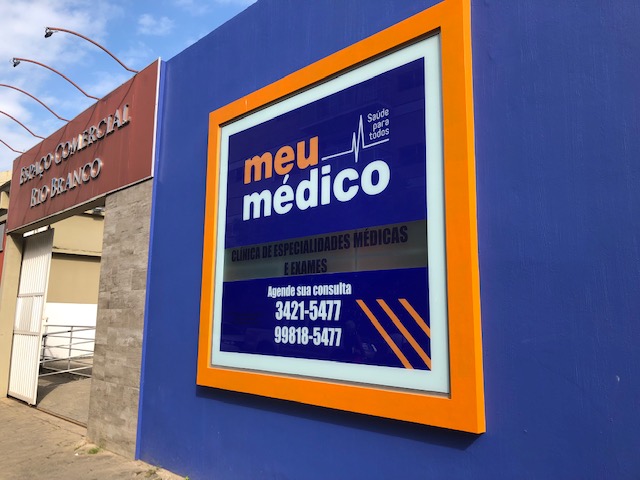 ESPAÇO COMERCIAL
RIO BRANCO
Saúde
para
todos
meu
médico
CLÍNICA DE ESPECIALIDADES MÉDICAS
E EXAMES
Agende sua consulta
3421-5477
99818-5477